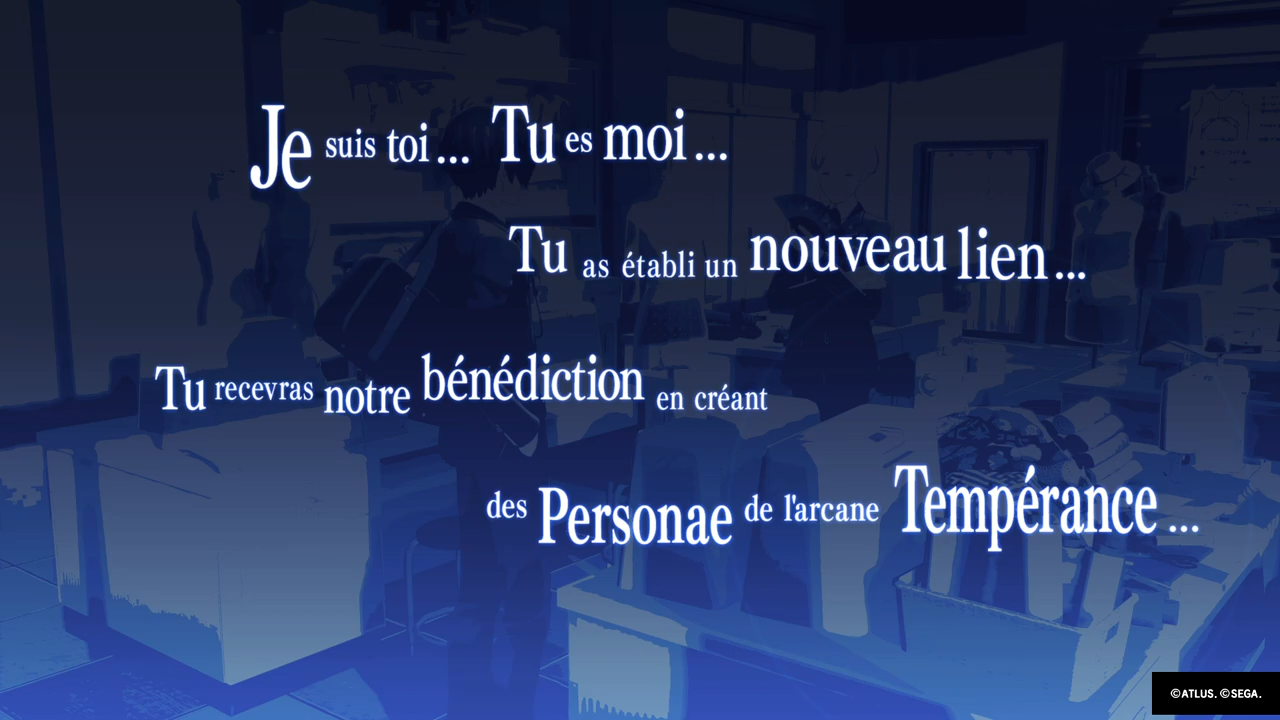 Je suis toi... Tu es moi...
Tu as établi un nouveau lien...
Tu recevras notre bénédiction en créant
des Personae de l'arcane Tempérance...
©ATLUS. ©SEGA.